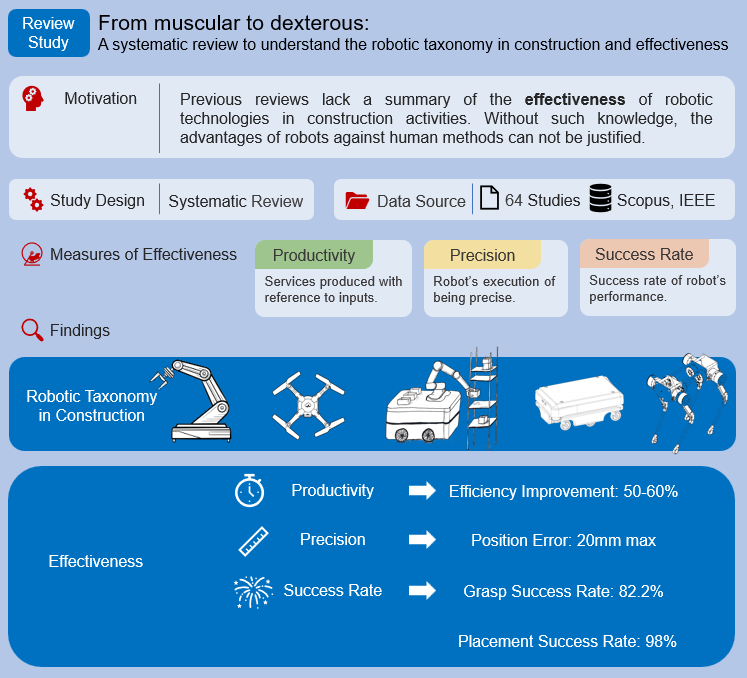 Review
Study
From muscular to dexterous:
A systematic review to understand the robotic taxonomy in construction and effectiveness
Motivation
Previous reviews lack a summary of the effectiveness of robotic
technologies in construction activities. Without such knowledge, the
advantages of robots against human methods can not be justified.
Study Design
Systematic Review
Data Source
64 Studies
Scopus, IEEE
Measures of Effectiveness
Productivity
Services produced with
reference to inputs.
Precision
Robot's execution of
being precise.
Success Rate
Success rate of robot's
performance.
Findings
Robotic Taxonomy
in Construction
Effectiveness
Productivity
Efficiency Improvement: 50-60%
Precision
Position Error: 20mm max
Success Rate
Grasp Success Rate: 82.2%
Placement Success Rate: 98%